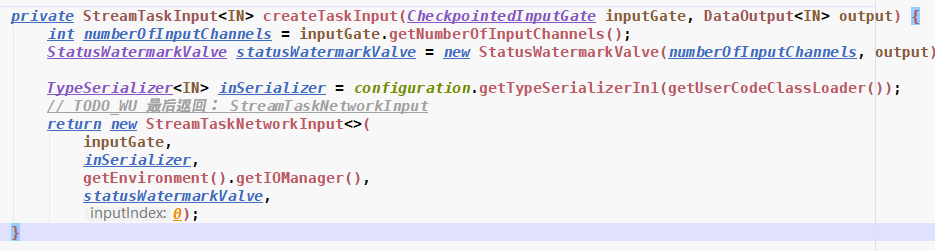 private StreamTaskInput<IN> createTaskInput(CheckpointedInputGate inputGate, DataOutput<IN> output) {
int numberOfInputChannels = inputGate.getNumberOfInputChannels();
StatusWatermarkValve statusWatermarkValve = new StatusWatermarkValve(numberOfInputChannels, output)
TypeSerializer<IN> inSerializer = configuration.getTypeSerializerIn1(getUserCodeClassLoader());
// TODO_WU 最后返回： StreamTaskNetworkInput
return new StreamTaskNetworkInput<>(
inputGate,
inSerializer,
getEnvironment().getIOManager(),
statusWatermarkValve,
inputIndex: 0);
}